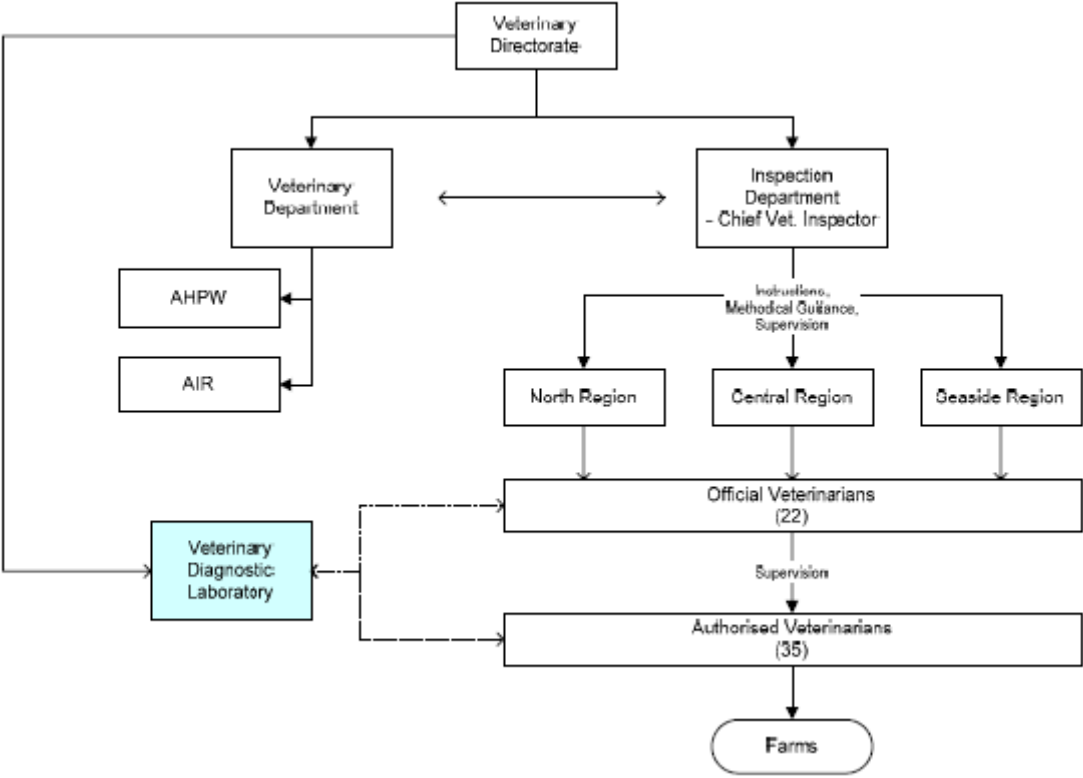 Veterinary
Directorate
Veterinary
Department
Inspection
Department
- Chief Vet. Inspector
AHPW
Instructions,
Methodical Guidance,
Supervision
AIR
North Region
Central Region
Seaside Region
Official Veterinarians
(22)
Veterinary
Diagnostic
Laboratory
Supervision
Authorised Veterinarians
(35)
Farms